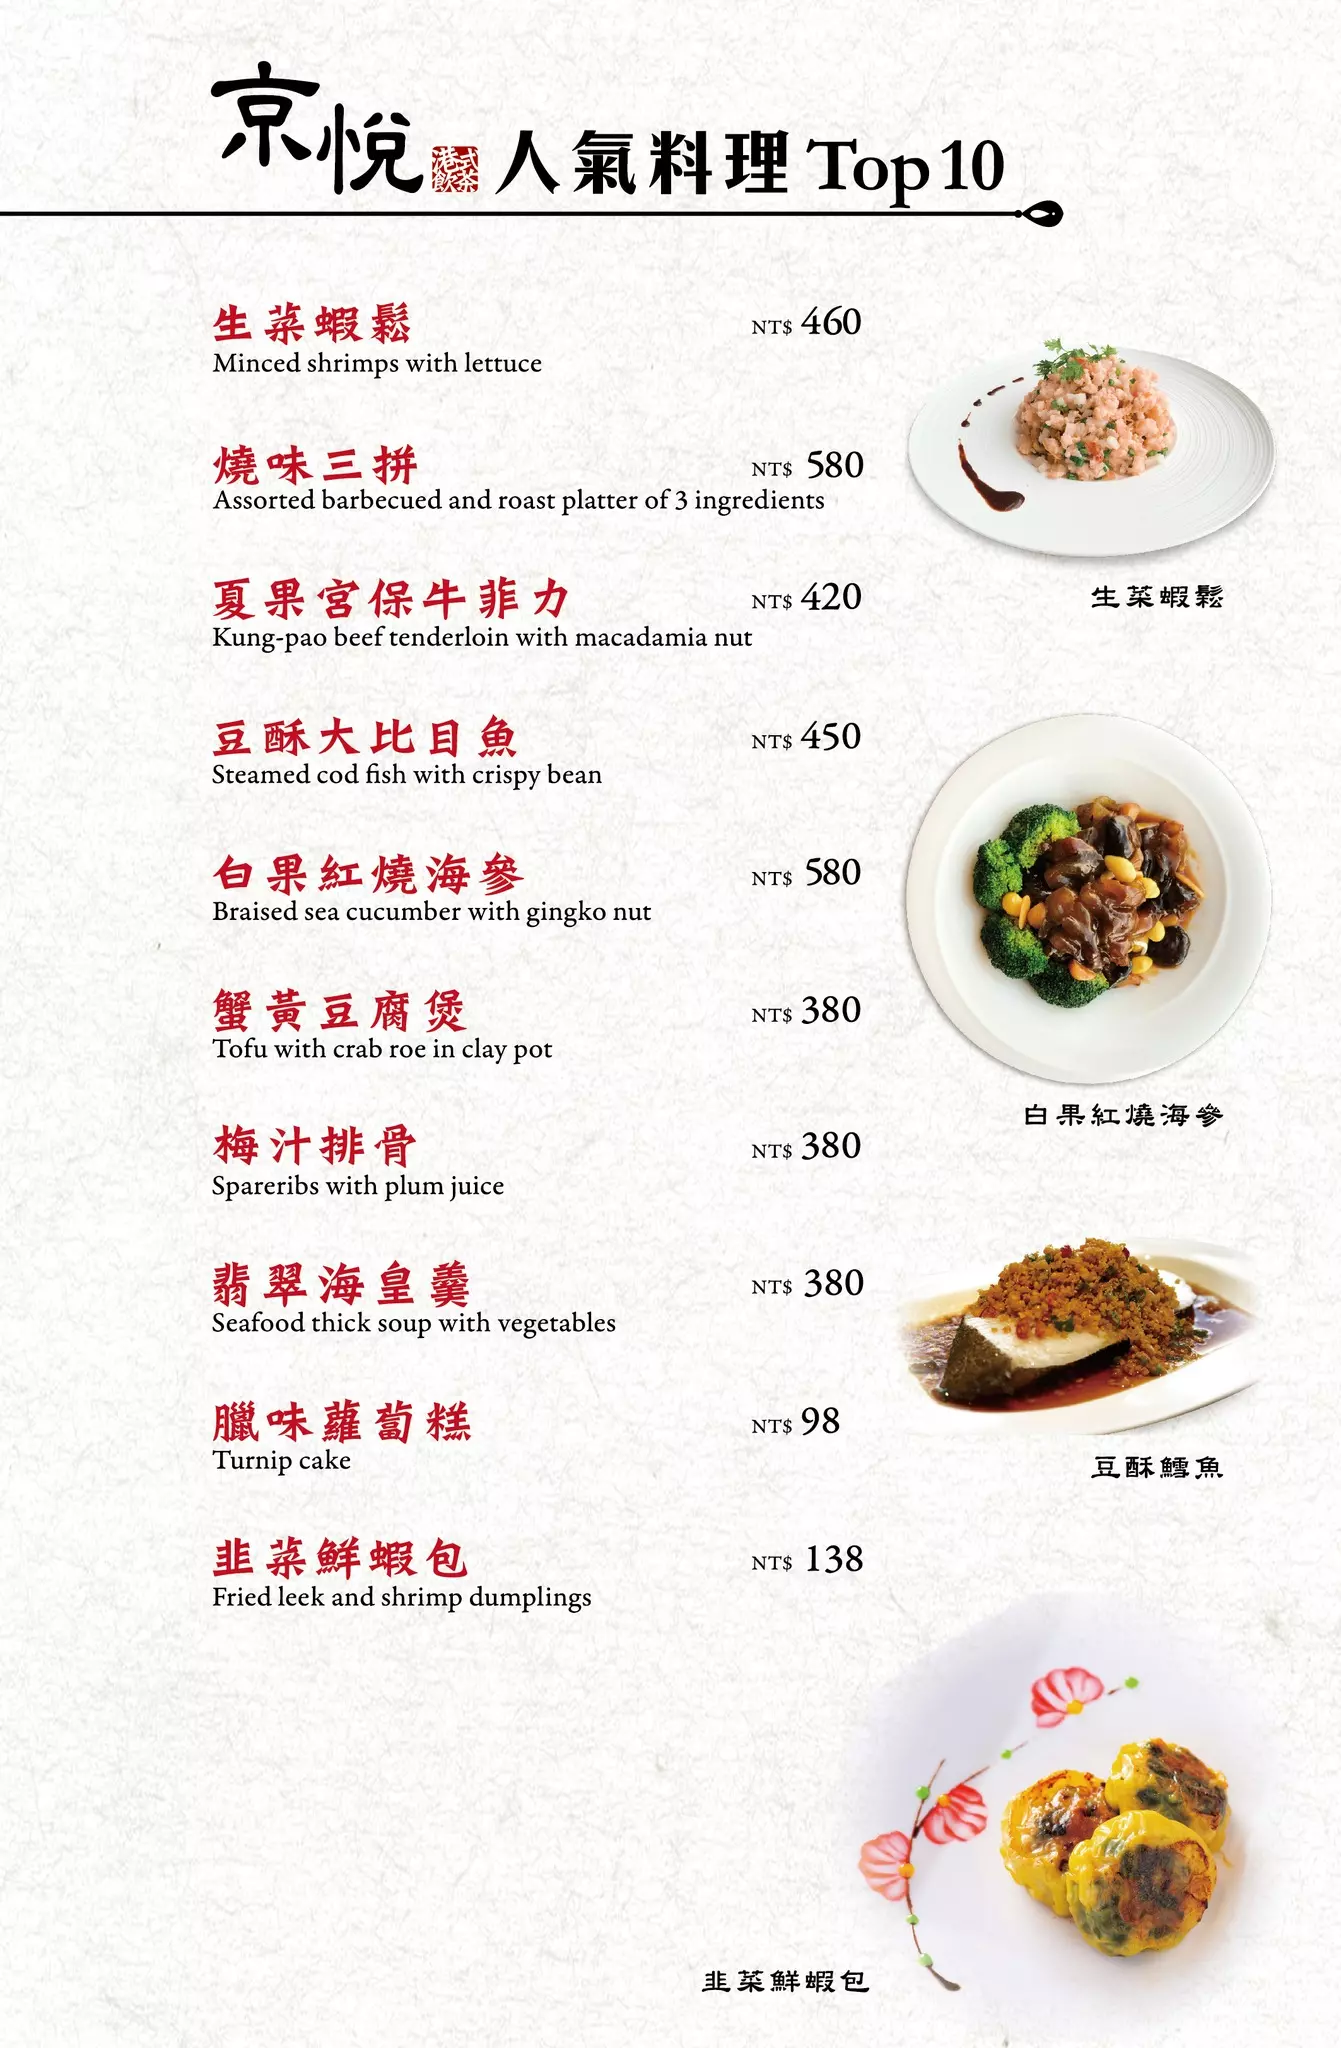 京悅 港式飲茶 人氣料理 Top 10
生菜蝦鬆 NT$ 460
Minced shrimps with lettuce
燒味三拼 NT$ 580
Assorted barbecued and roast platter of 3 ingredients
夏果宮保牛菲力 NT$ 420
Kung-pao beef tenderloin with macadamia nut
生菜蝦鬆
豆酥大比目魚 NT$ 450
Steamed cod fish with crispy bean
白果紅燒海參 NT$ 580
Braised sea cucumber with gingko nut
蟹黃豆腐煲 NT$ 380
Tofu with crab roe in clay pot
白果紅燒海參
梅汁排骨 NT$ 380
Spareribs with plum juice
翡翠海皇羹 NT$ 380
Seafood thick soup with vegetables
臘味蘿蔔糕 NT$ 98
Turnip cake
豆酥鱈魚
韭菜鮮蝦包 NT$ 138
Fried leek and shrimp dumplings
韭菜鮮蝦包